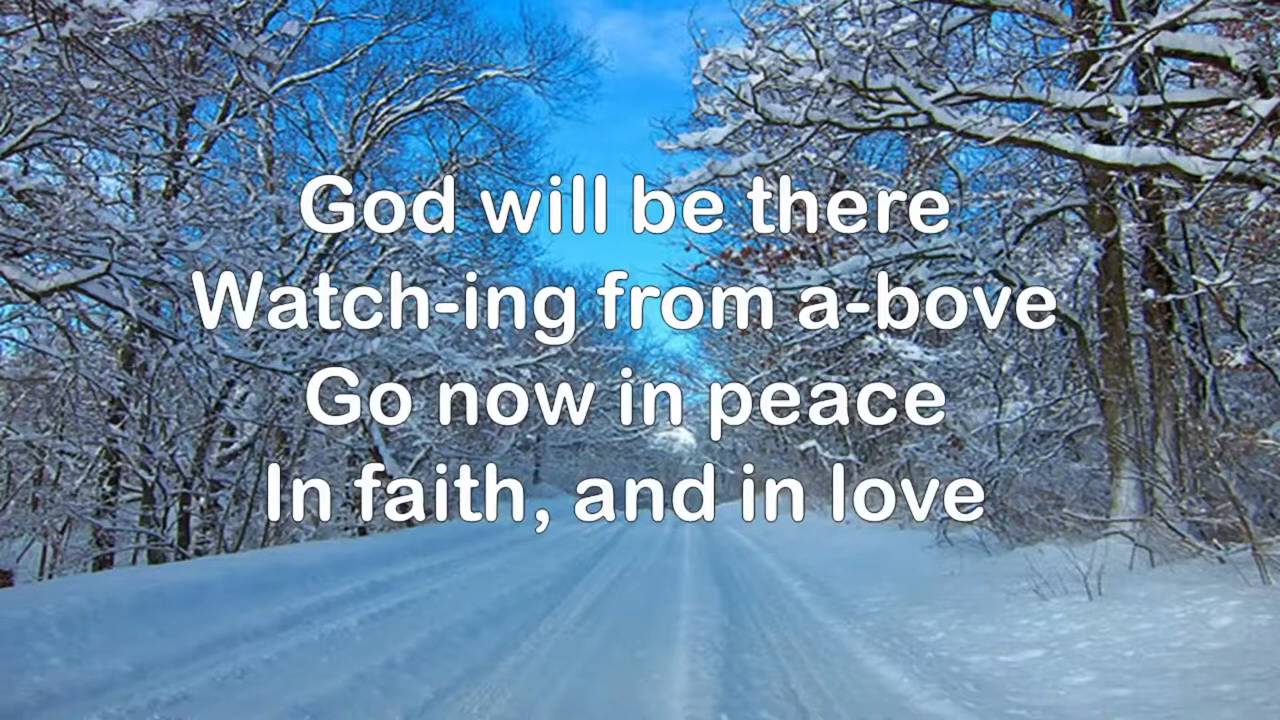 God will be there
Watch-ing from a-bove
Go now in peace
In faith, and in love